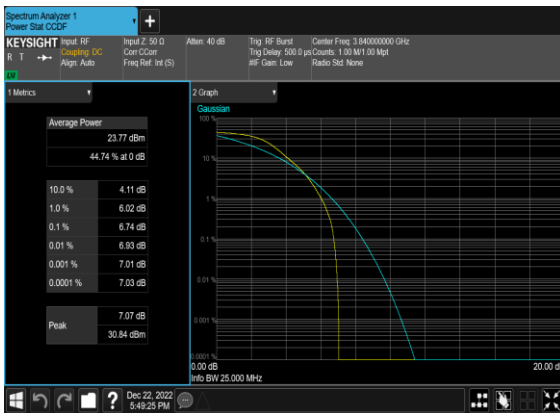 Spectrum Analyzer 1
Power Stat CCDF
+
KEYSIGHT
R T
LV
Input: RF
Coupling: DC
Align: Auto
Input Z: 50 Ω
Corr CCorr
Freq Ref: Int (S)
Atten: 40 dB
Trig: RF Burst
Trig Delay: 500.0 µs
#IF Gain: Low
Center Freq: 3.840000000 GHz
Counts: 1.00 M/1.00 Mpt
Radio Std: None
1 Metrics
Average Power
23.77 dBm
44.74 % at 0 dB
10.0 % 4.11 dB
1.0 % 6.02 dB
0.1 % 6.74 dB
0.01 % 6.93 dB
0.001 % 7.01 dB
0.0001 % 7.03 dB
Peak
7.07 dB
30.84 dBm
2 Graph
Gaussian
100 %
10 %
1 %
0.1 %
0.01 %
0.001 %
0.0001 %
0.00 dB
20.00 d
Info BW 25.000 MHz
?
Dec 22, 2022
5:49:25 PM